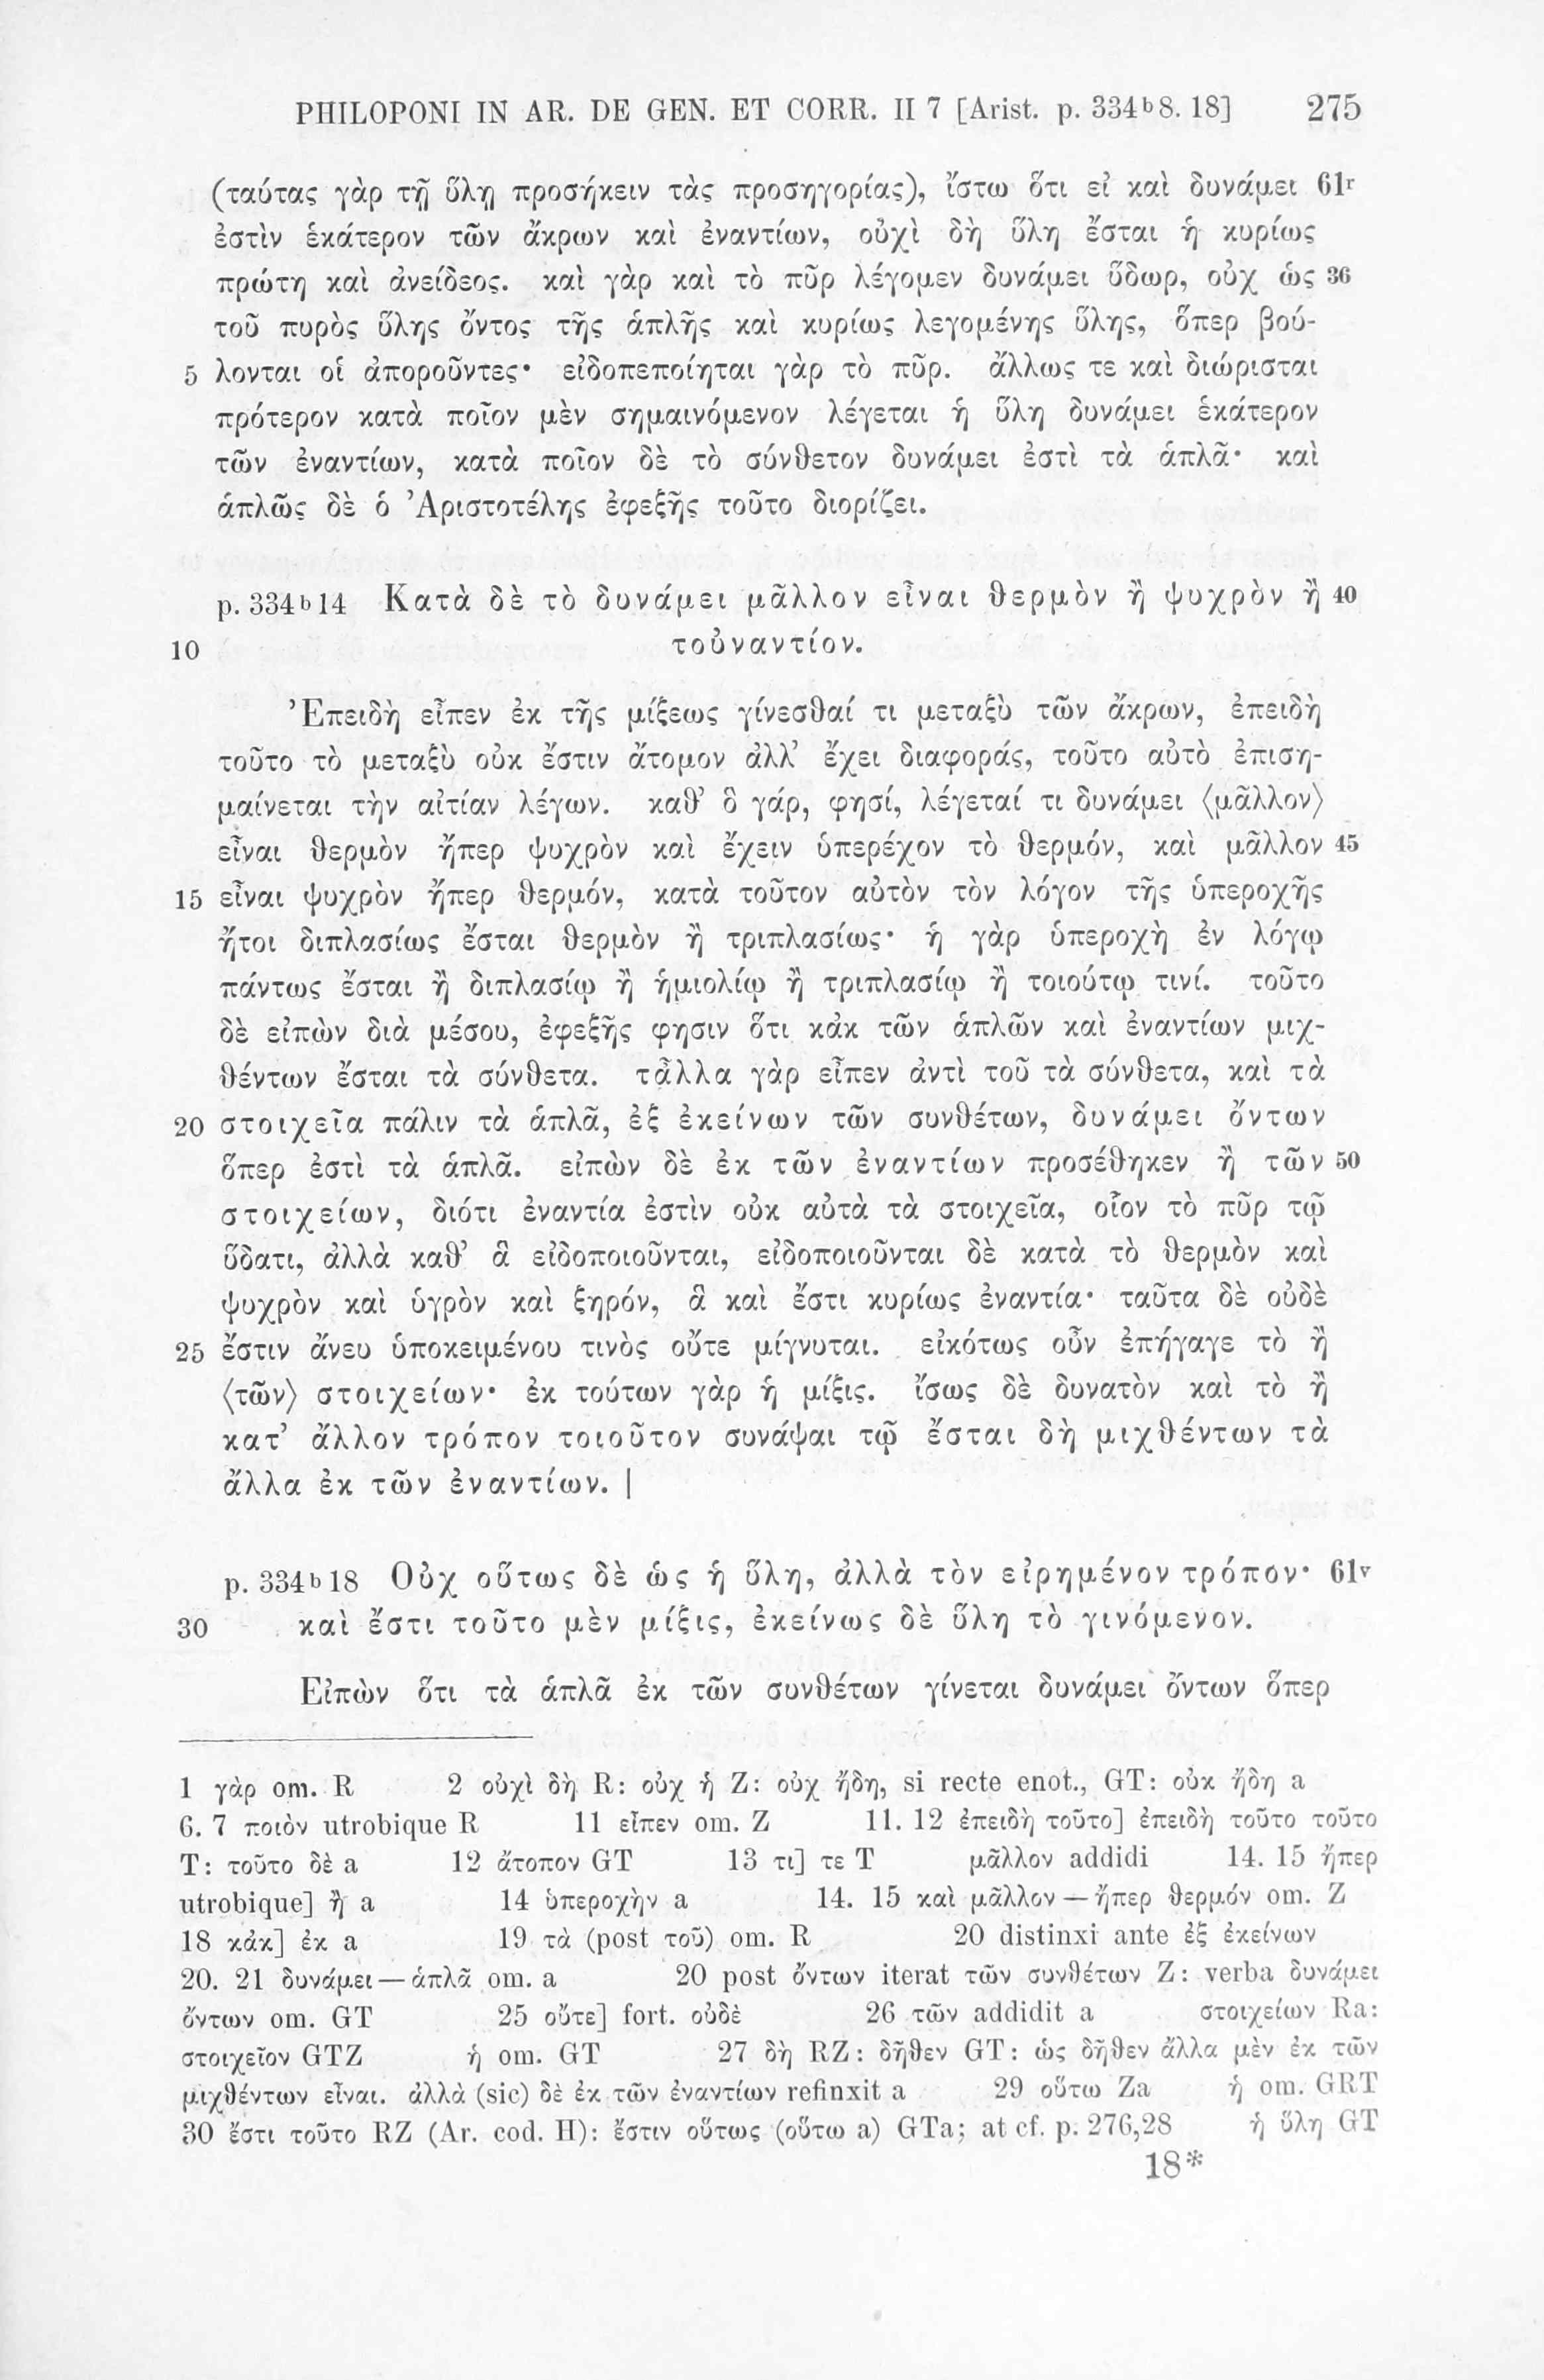 PHILOPONI IN AR. DE GEN. ET CORR. II 7 [Arist. p. 334ᵇ8. 18] 275
(ταύτας γὰρ τῇ ὕλῃ προσήκειν τὰς προσηγορίας), ἴστω ὅτι εἰ καὶ δυνάμει 61ʳ
ἐστὶν ἑκάτερον τῶν ἄκρων καὶ ἐναντίων, οὐχὶ δὴ ὕλη ἔσται ἡ κυρίως
πρώτη καὶ ἀνείδεος. καὶ γὰρ καὶ τὸ πῦρ λέγομεν δυνάμει ὕδωρ, οὐχ ὡς 36
τοῦ πυρὸς ὕλης ὄντος τῆς ἁπλῆς καὶ κυρίως λεγομένης ὕλης, ὅπερ βού-
5 λονται οἱ ἀποροῦντες· εἰδοπεποίηται γὰρ τὸ πῦρ. ἄλλως τε καὶ διώρισται
πρότερον κατὰ ποῖον μὲν σημαινόμενον λέγεται ἡ ὕλη δυνάμει ἑκάτερον
τῶν ἐναντίων, κατὰ ποῖον δὲ τὸ σύνθετον δυνάμει ἐστὶ τὰ ἁπλᾶ· καὶ
ἁπλῶς δὲ ὁ Ἀριστοτέλης ἐφεξῆς τοῦτο διορίζει.
p. 334ᵇ14 Κατὰ δὲ τὸ δυνάμει μᾶλλον εἶναι θερμὸν ἢ ψυχρὸν ἢ 40
10 τοὐναντίον.
Ἐπειδὴ εἶπεν ἐκ τῆς μίξεως γίνεσθαί τι μεταξὺ τῶν ἄκρων, ἐπειδὴ
τοῦτο τὸ μεταξὺ οὐκ ἔστιν ἄτομον ἀλλ’ ἔχει διαφοράς, τοῦτο αὐτὸ ἐπιση-
μαίνεται τὴν αἰτίαν λέγων. καθ’ ὃ γάρ, φησί, λέγεταί τι δυνάμει ⟨μᾶλλον⟩
εἶναι θερμὸν ἤπερ ψυχρὸν καὶ ἔχειν ὑπερέχον τὸ θερμόν, καὶ μᾶλλον 45
15 εἶναι ψυχρὸν ἤπερ θερμόν, κατὰ τοῦτον αὐτὸν τὸν λόγον τῆς ὑπεροχῆς
ἤτοι διπλασίως ἔσται θερμὸν ἢ τριπλασίως· ἡ γὰρ ὑπεροχὴ ἐν λόγῳ
πάντως ἔσται ἢ διπλασίῳ ἢ ἡμιολίῳ ἢ τριπλασίῳ ἢ τοιούτῳ τινί. τοῦτο
δὲ εἰπὼν διὰ μέσου, ἐφεξῆς φησιν ὅτι κἀκ τῶν ἁπλῶν καὶ ἐναντίων μιχ-
θέντων ἔσται τὰ σύνθετα. τἆλλα γὰρ εἶπεν ἀντὶ τοῦ τὰ σύνθετα, καὶ τὰ
20 στοιχεῖα πάλιν τὰ ἁπλᾶ, ἐξ ἐκείνων τῶν συνθέτων, δυνάμει ὄντων
ὅπερ ἐστὶ τὰ ἁπλᾶ. εἰπὼν δὲ ἐκ τῶν ἐναντίων προσέθηκεν ἢ τῶν 50
στοιχείων, διότι ἐναντία ἐστὶν οὐκ αὐτὰ τὰ στοιχεῖα, οἷον τὸ πῦρ τῷ
ὕδατι, ἀλλὰ καθ’ ἃ εἰδοποιοῦνται, εἰδοποιοῦνται δὲ κατὰ τὸ θερμὸν καὶ
ψυχρὸν καὶ ὑγρὸν καὶ ξηρόν, ἃ καὶ ἔστι κυρίως ἐναντία· ταῦτα δὲ οὐδὲ
25 ἔστιν ἄνευ ὑποκειμένου τινὸς οὔτε μίγνυται. εἰκότως οὖν ἐπήγαγε τὸ ἢ
⟨τῶν⟩ στοιχείων· ἐκ τούτων γὰρ ἡ μίξις. ἴσως δὲ δυνατὸν καὶ τὸ ἢ
κατ’ ἄλλον τρόπον τοιοῦτον συνάψαι τῷ ἔσται δὴ μιχθέντων τὰ
ἄλλα ἐκ τῶν ἐναντίων. |
p. 334ᵇ18 Οὐχ οὕτως δὲ ὡς ἡ ὕλη, ἀλλὰ τὸν εἰρημένον τρόπον· 61ᵛ
30 καὶ ἔστι τοῦτο μὲν μίξις, ἐκείνως δὲ ὕλη τὸ γινόμενον.
Εἰπὼν ὅτι τὰ ἁπλᾶ ἐκ τῶν συνθέτων γίνεται δυνάμει ὄντων ὅπερ
1 γὰρ om. R 2 οὐχὶ δὴ R: οὐχ ἡ Z: οὐχ ἤδη, si recte enot., GT: οὐκ ἤδη a
6. 7 ποιὸν utrobique R 11 εἶπεν om. Z 11. 12 ἐπειδὴ τοῦτο] ἐπειδὴ τοῦτο τοῦτο
T: τοῦτο δὲ a 12 ἄτοπον GT 13 τι] τε T μᾶλλον addidi 14. 15 ἤπερ
utrobique] ἢ a 14 ὑπεροχὴν a 14. 15 καὶ μᾶλλον — ἤπερ θερμόν om. Z
18 κἀκ] ἐκ a 19 τὰ (post τοῦ) om. R 20 distinxi ante ἐξ ἐκείνων
20. 21 δυνάμει — ἁπλᾶ om. a 20 post ὄντων iterat τῶν συνθέτων Z: verba δυνάμει
ὄντων om. GT 25 οὔτε] fort. οὐδὲ 26 τῶν addidit a στοιχείων Ra:
στοιχεῖον GTZ ἡ om. GT 27 δὴ RZ: δῆθεν GT: ὡς δῆθεν ἄλλα μὲν ἐκ τῶν
μιχθέντων εἶναι. ἀλλὰ (sic) δὲ ἐκ τῶν ἐναντίων refinxit a 29 οὕτω Za ἡ om. GRT
30 ἔστι τοῦτο RZ (Ar. cod. H): ἔστιν οὕτως (οὕτω a) GTa; at cf. p. 276,28 ἡ ὕλη GT
18*